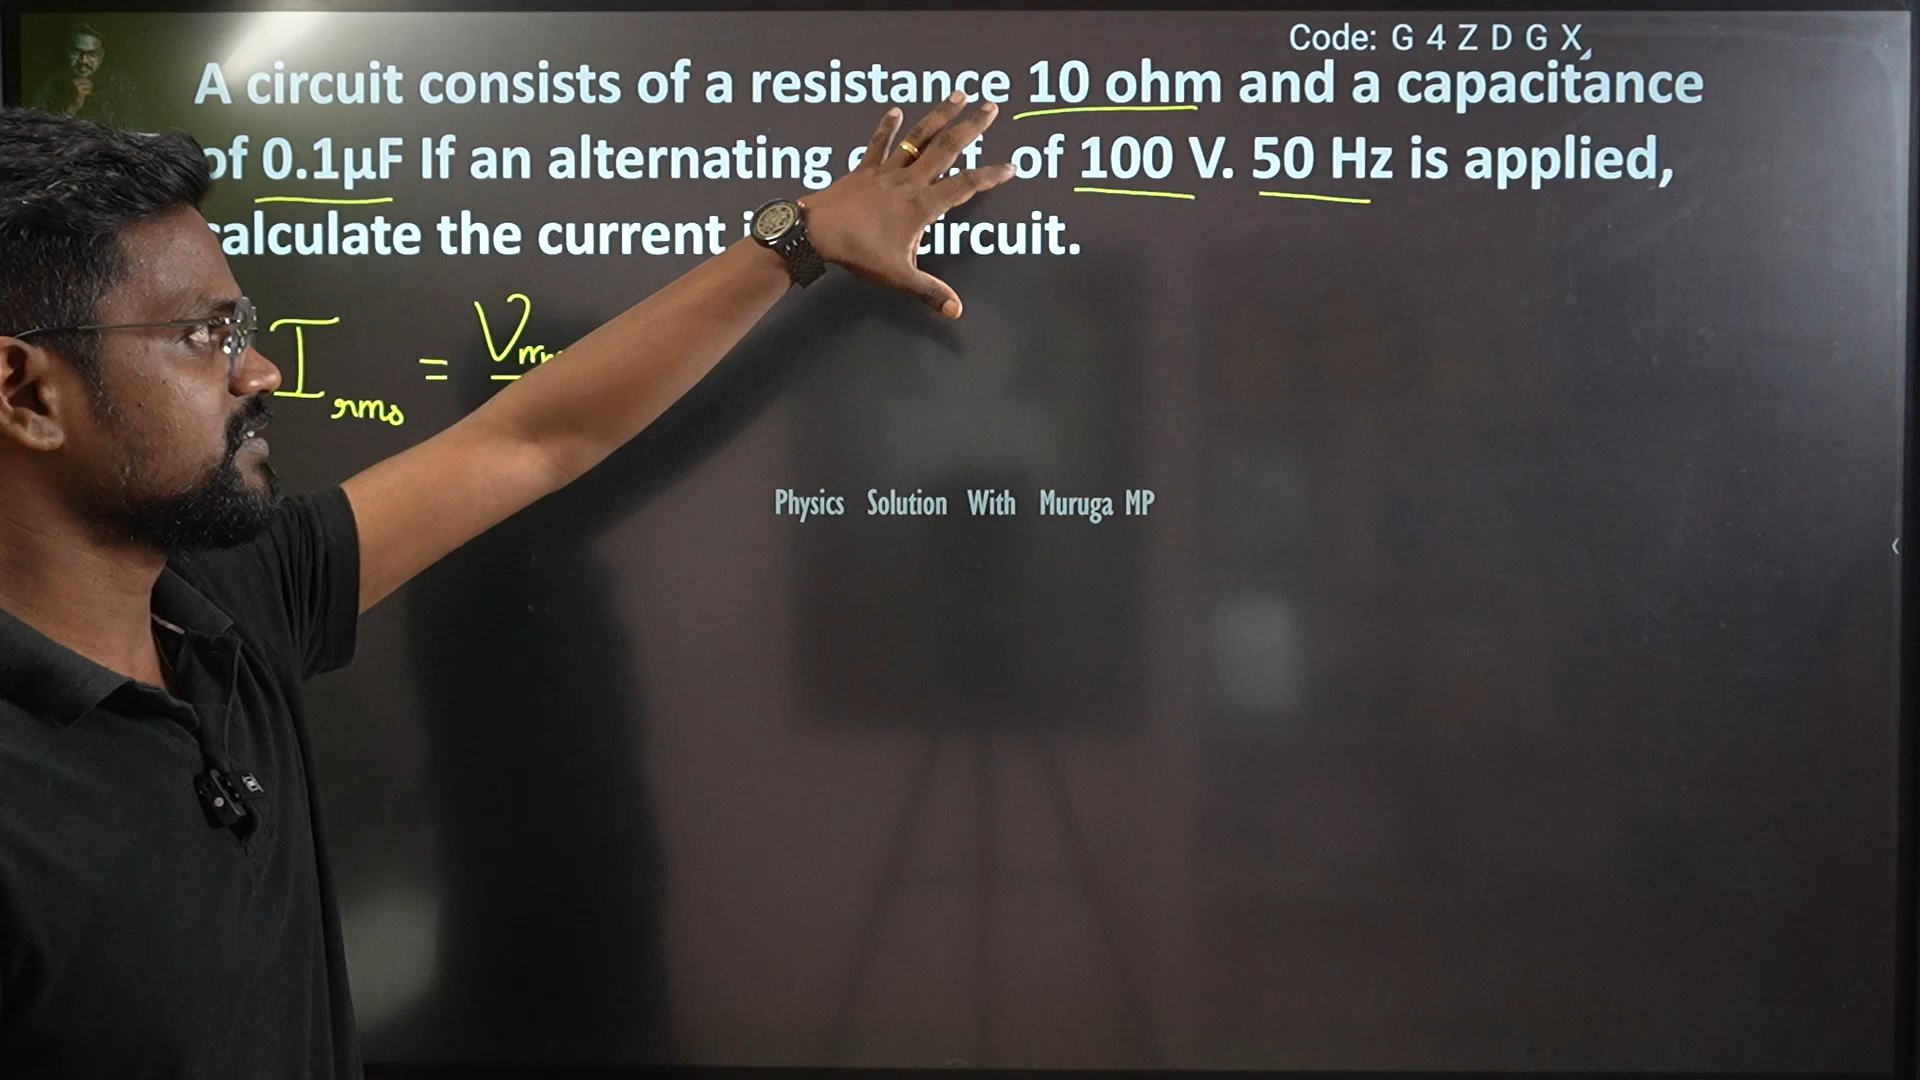 Code: G 4 Z D G X
A circuit consists of a resistance 10 ohm and a capacitance
of 0.1µF If an alternating of 100 V. 50 Hz is applied,
calculate the current circuit.
I rms = V
Physics Solution With Muruga MP